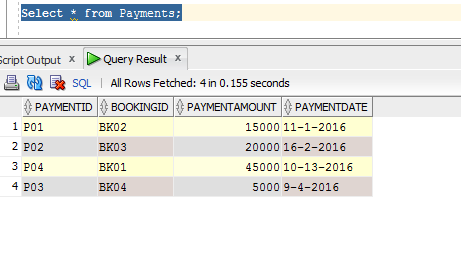 Select * from Payments;
Script Output x Query Result x
SQL | All Rows Fetched: 4 in 0.155 seconds
PAYMENTID BOOKINGID PAYMENTAMOUNT PAYMENTDATE
1 P01 BK02 15000 11-1-2016
2 P02 BK03 20000 16-2-2016
3 P04 BK01 45000 10-13-2016
4 P03 BK04 5000 9-4-2016